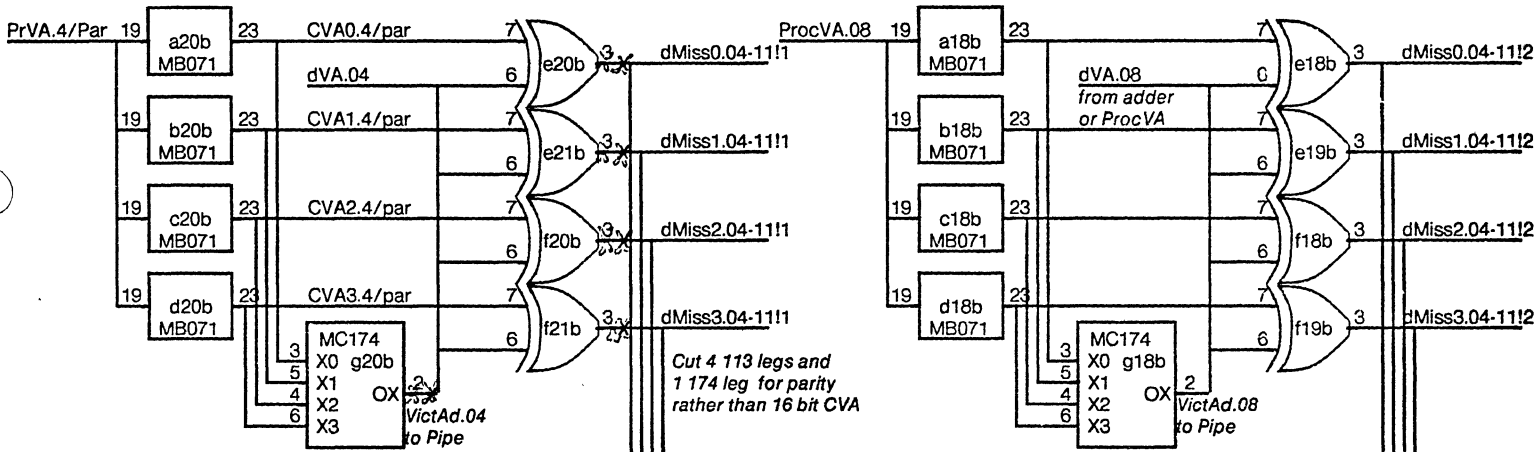 PrVA.4/Par
19
a20b
MB071
23
CVA0.4/par
7
e20b
3
dMiss0.04-11!1
dVA.04
6
19
b20b
MB071
23
CVA1.4/par
7
e21b
3
dMiss1.04-11!1
6
19
c20b
MB071
23
CVA2.4/par
7
f20b
3
dMiss2.04-11!1
6
19
d20b
MB071
23
CVA3.4/par
7
f21b
3
dMiss3.04-11!1
6
MC174
g20b
3
X0
5
X1
4
X2
6
X3
OX
2
VictAd.04
to Pipe
Cut 4 113 legs and
1 174 leg for parity
rather than 16 bit CVA
ProcVA.08
19
a18b
MB071
23
7
e18b
3
dMiss0.04-11!2
dVA.08
6
from adder
or ProcVA
19
b18b
MB071
23
7
e19b
3
dMiss1.04-11!2
6
19
c18b
MB071
23
7
f18b
3
dMiss2.04-11!2
6
19
d18b
MB071
23
7
f19b
3
dMiss3.04-11!2
6
MC174
g18b
3
X0
5
X1
4
X2
6
X3
OX
2
VictAd.08
to Pipe